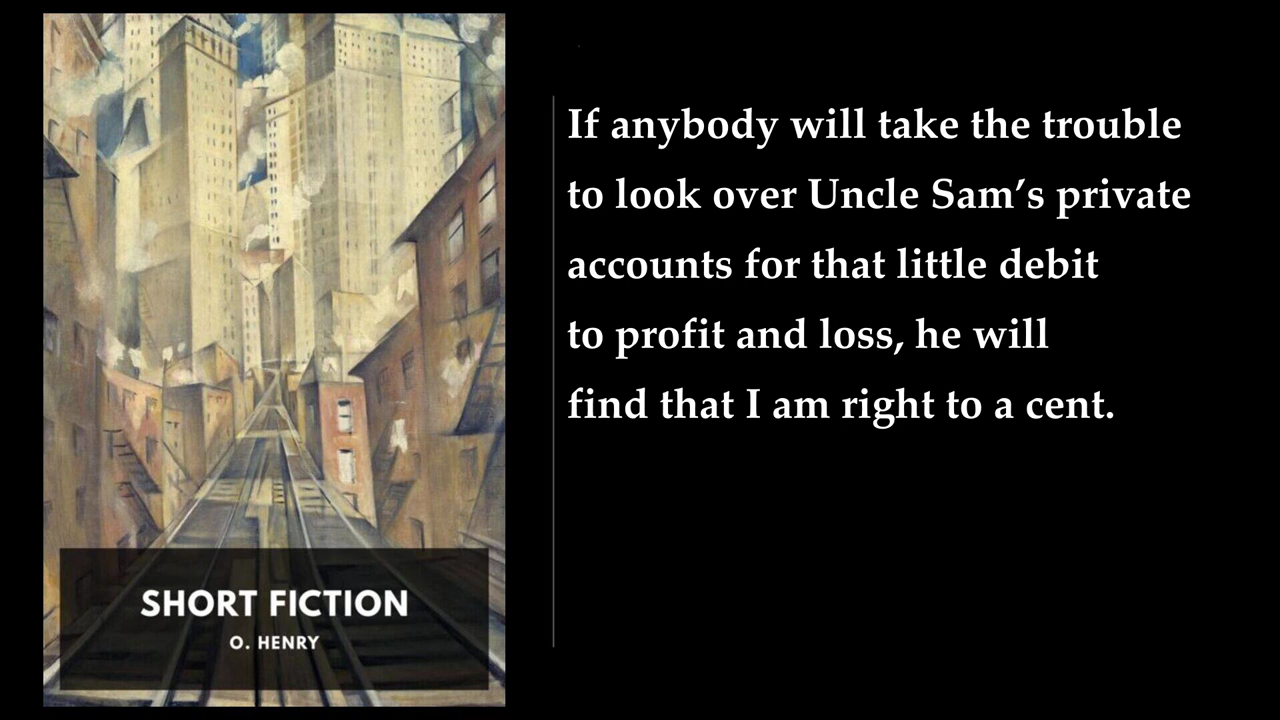 If anybody will take the trouble
to look over Uncle Sam’s private
accounts for that little debit
to profit and loss, he will
find that I am right to a cent.
SHORT FICTION
O. HENRY